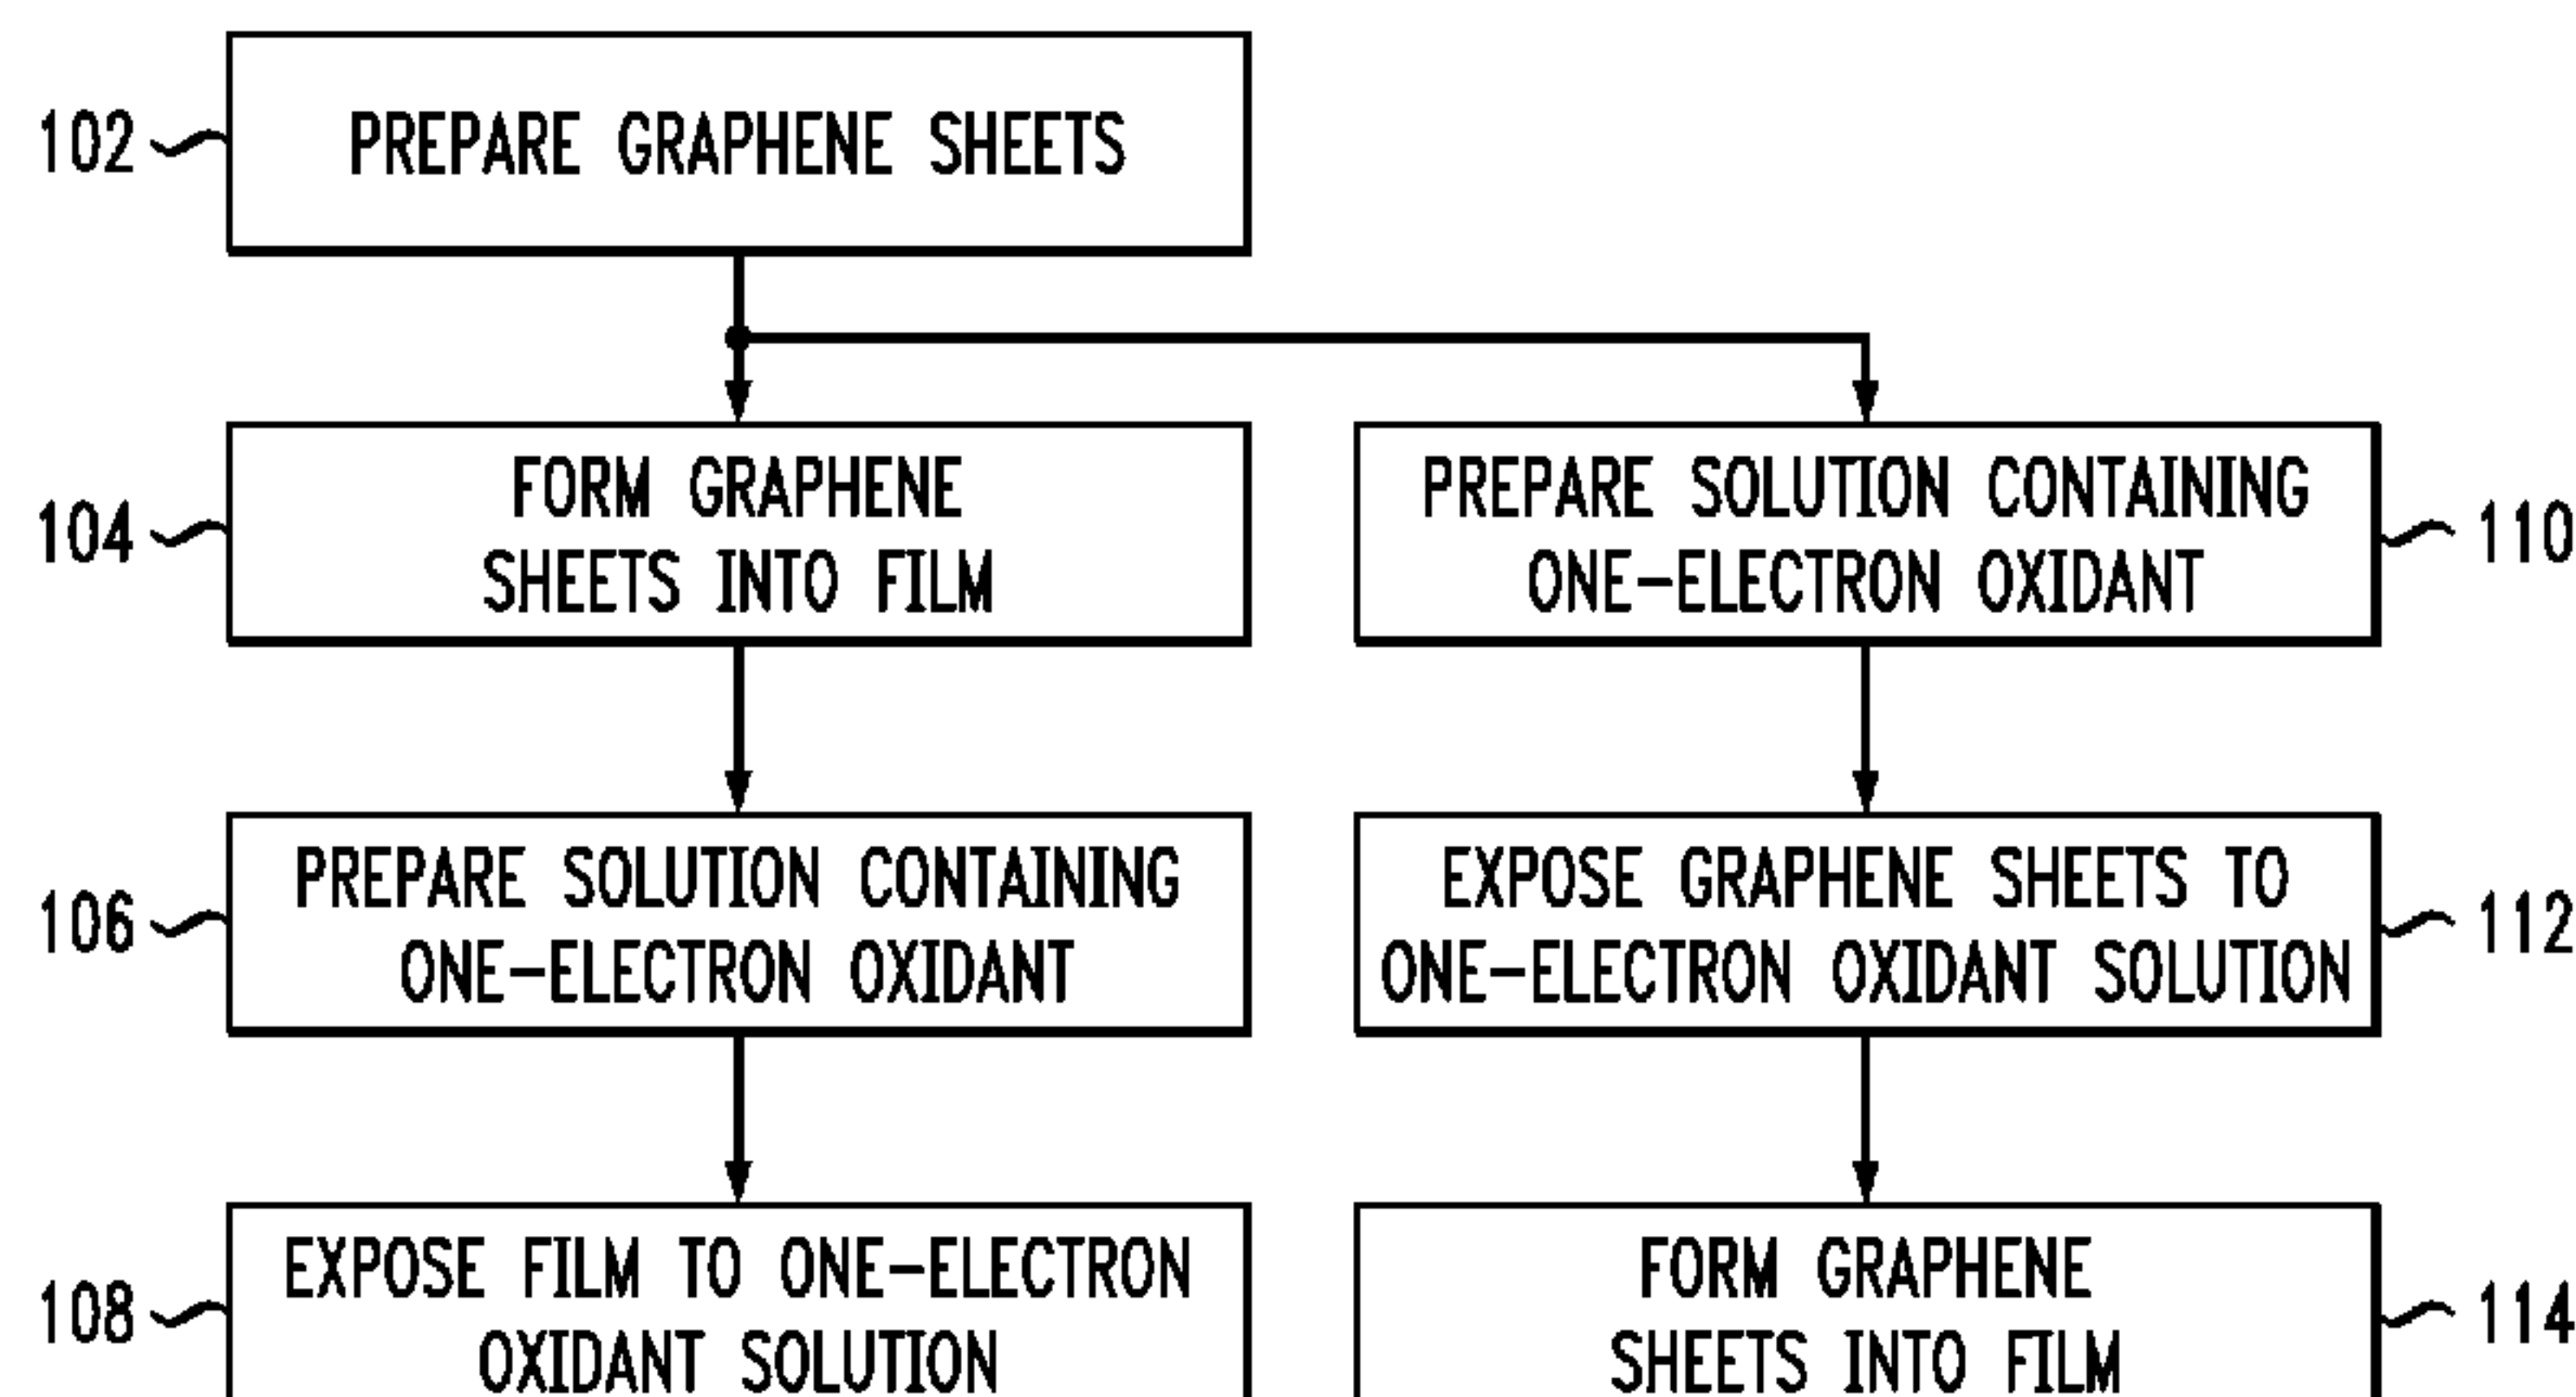 102
PREPARE GRAPHENE SHEETS
104
FORM GRAPHENE
SHEETS INTO FILM
PREPARE SOLUTION CONTAINING
ONE-ELECTRON OXIDANT
110
106
PREPARE SOLUTION CONTAINING
ONE-ELECTRON OXIDANT
EXPOSE GRAPHENE SHEETS TO
ONE-ELECTRON OXIDANT SOLUTION
112
108
EXPOSE FILM TO ONE-ELECTRON
OXIDANT SOLUTION
FORM GRAPHENE
SHEETS INTO FILM
114